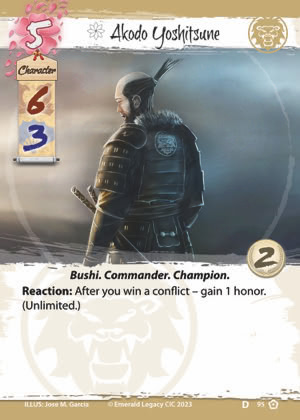 5
Akodo Yoshitsune
Character
6
3
2
Bushi. Commander. Champion.
Reaction: After you win a conflict – gain 1 honor.
(Unlimited.)
ILLUS: Jose M. Garcia © Emerald Legacy CIC 2023 D 95